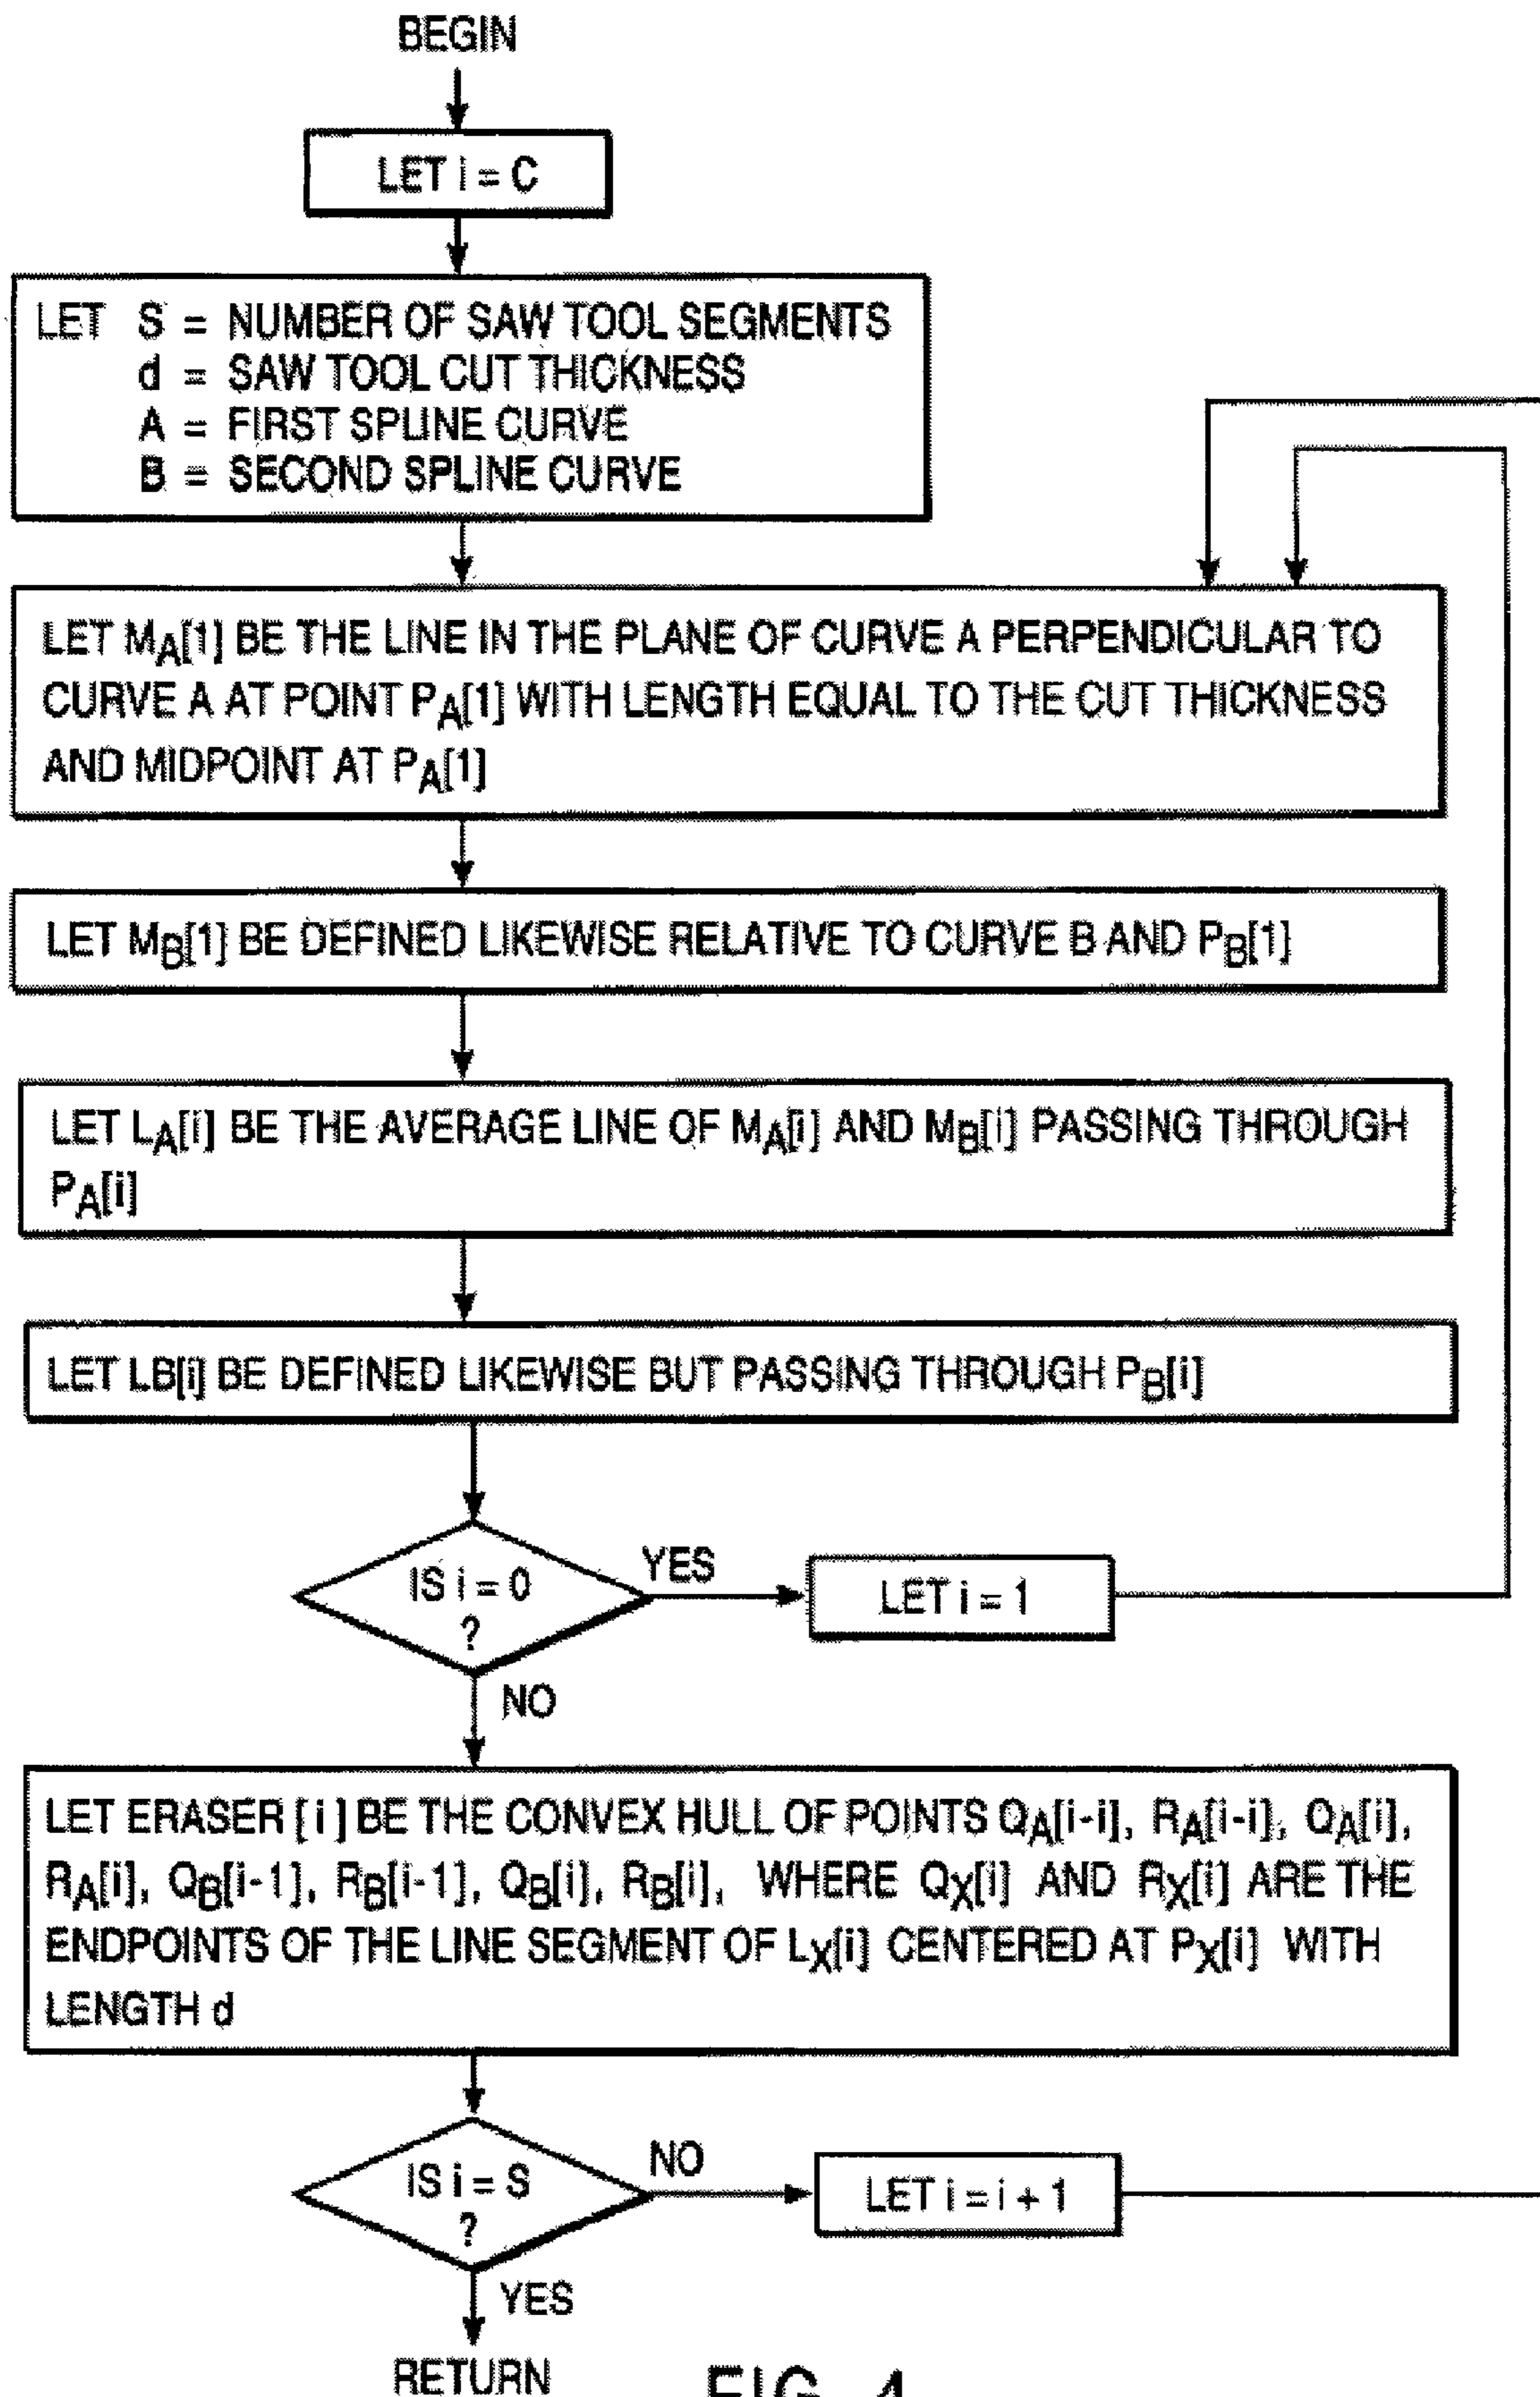 BEGIN
LET i = C
LET S = NUMBER OF SAW TOOL SEGMENTS
d = SAW TOOL CUT THICKNESS
A = FIRST SPLINE CURVE
B = SECOND SPLINE CURVE
LET MA[1] BE THE LINE IN THE PLANE OF CURVE A PERPENDICULAR TO
CURVE A AT POINT PA[1] WITH LENGTH EQUAL TO THE CUT THICKNESS
AND MIDPOINT AT PA[1]
LET MB[1] BE DEFINED LIKEWISE RELATIVE TO CURVE B AND PB[1]
LET LA[i] BE THE AVERAGE LINE OF MA[i] AND MB[i] PASSING THROUGH
PA[i]
LET LB[i] BE DEFINED LIKEWISE BUT PASSING THROUGH PB[i]
IS i = 0
?
YES
LET i = 1
NO
LET ERASER [ i ] BE THE CONVEX HULL OF POINTS QA[i-i], RA[i-i], QA[i],
RA[i], QB[i-1], RB[i-1], QB[i], RB[i], WHERE QX[i] AND RX[i] ARE THE
ENDPOINTS OF THE LINE SEGMENT OF LX[i] CENTERED AT PX[i] WITH
LENGTH d
IS i = S
?
NO
LET i = i + 1
YES
RETURN